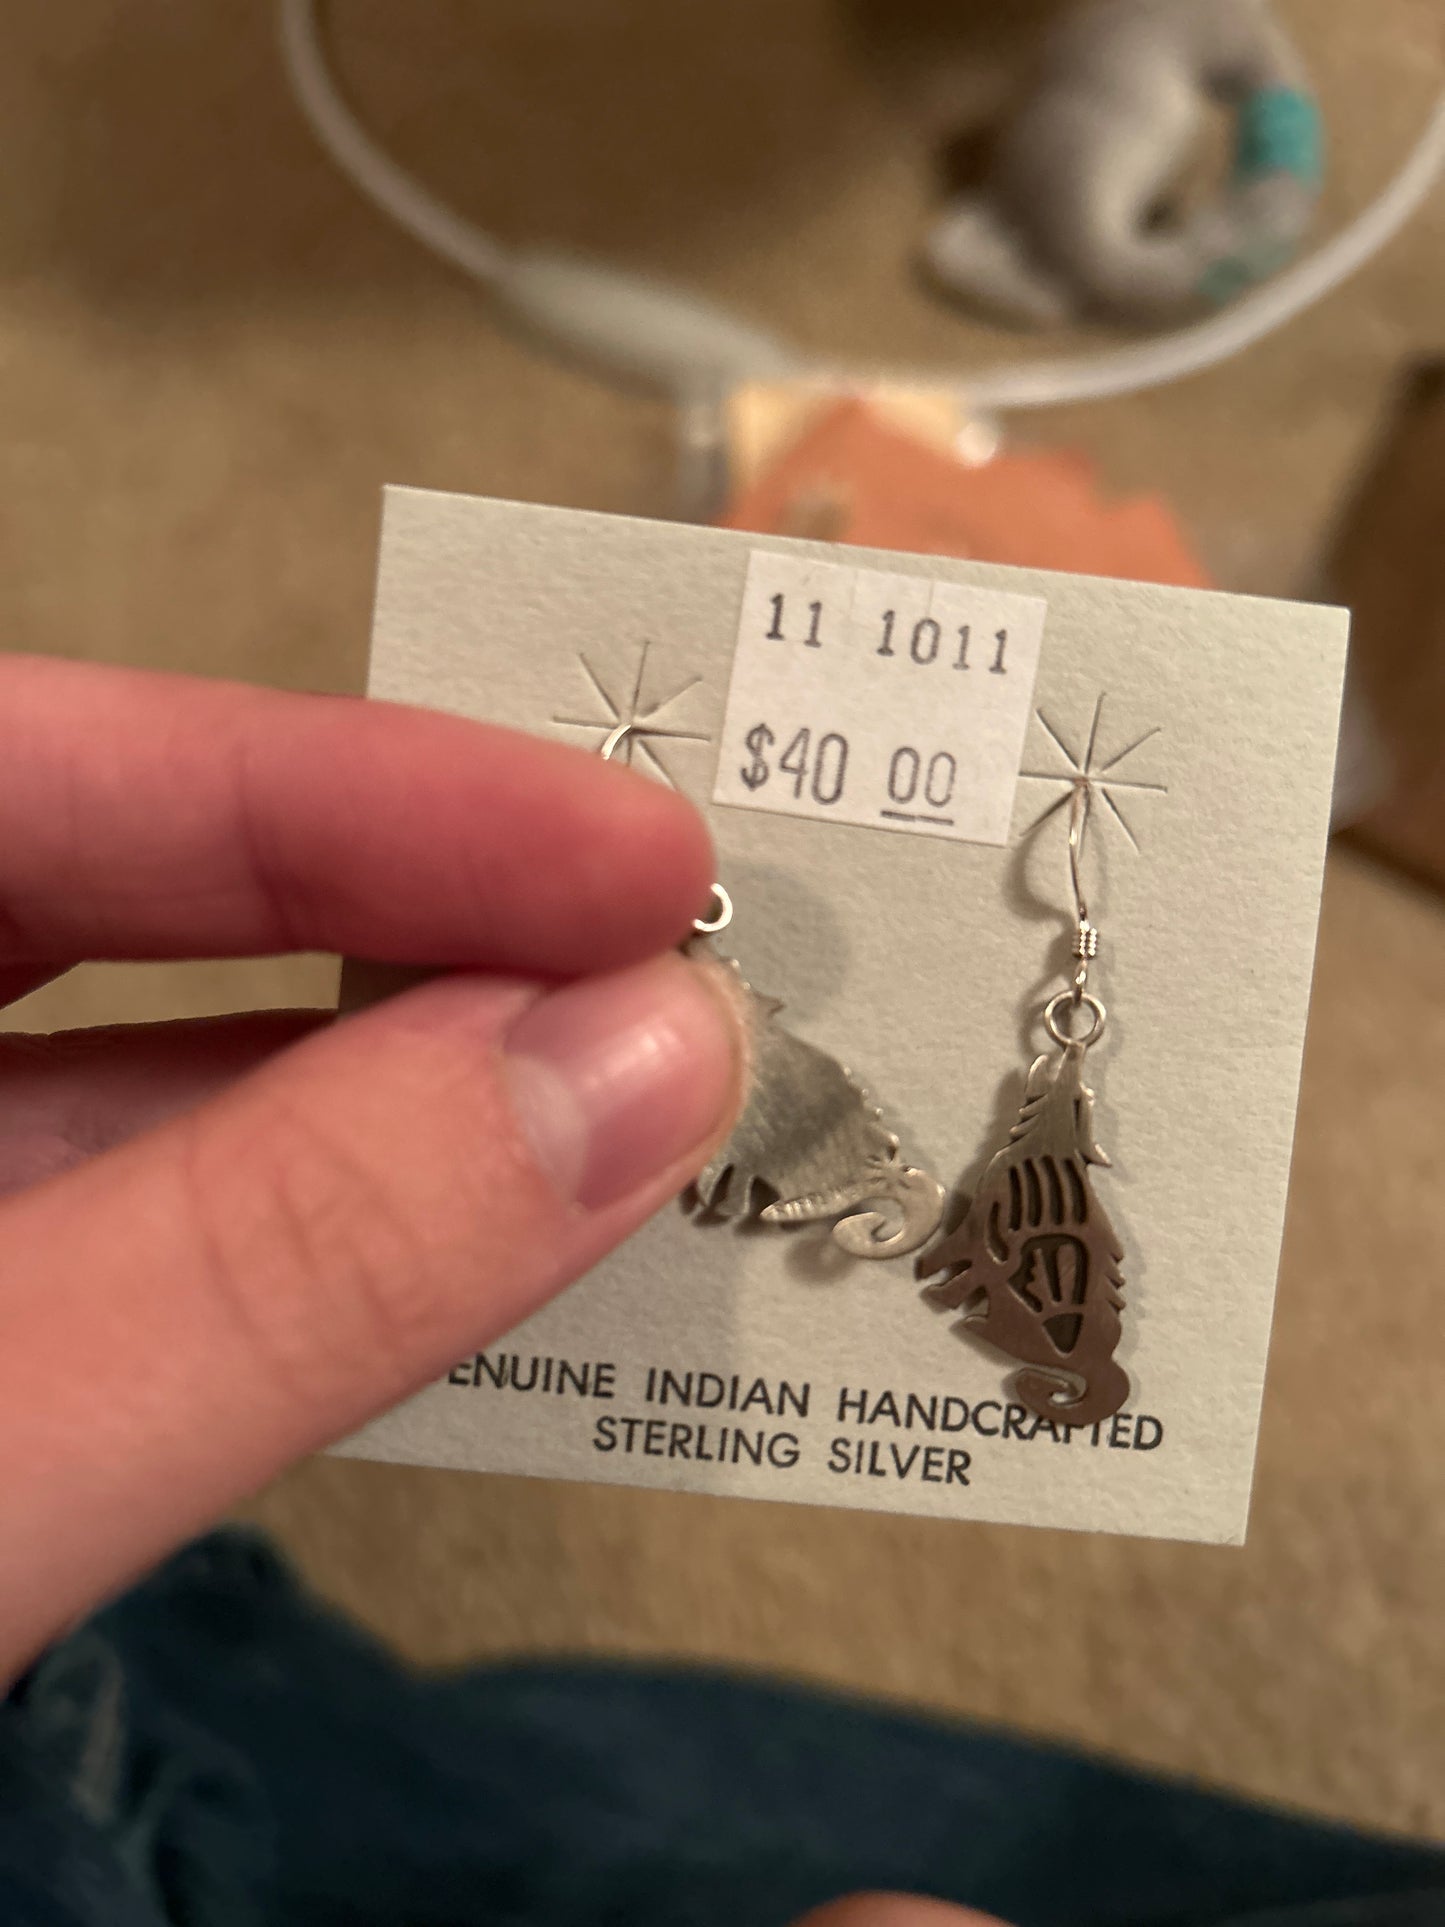 11 1011
$40 00
ENUINE INDIAN HANDCRAFTED
STERLING SILVER